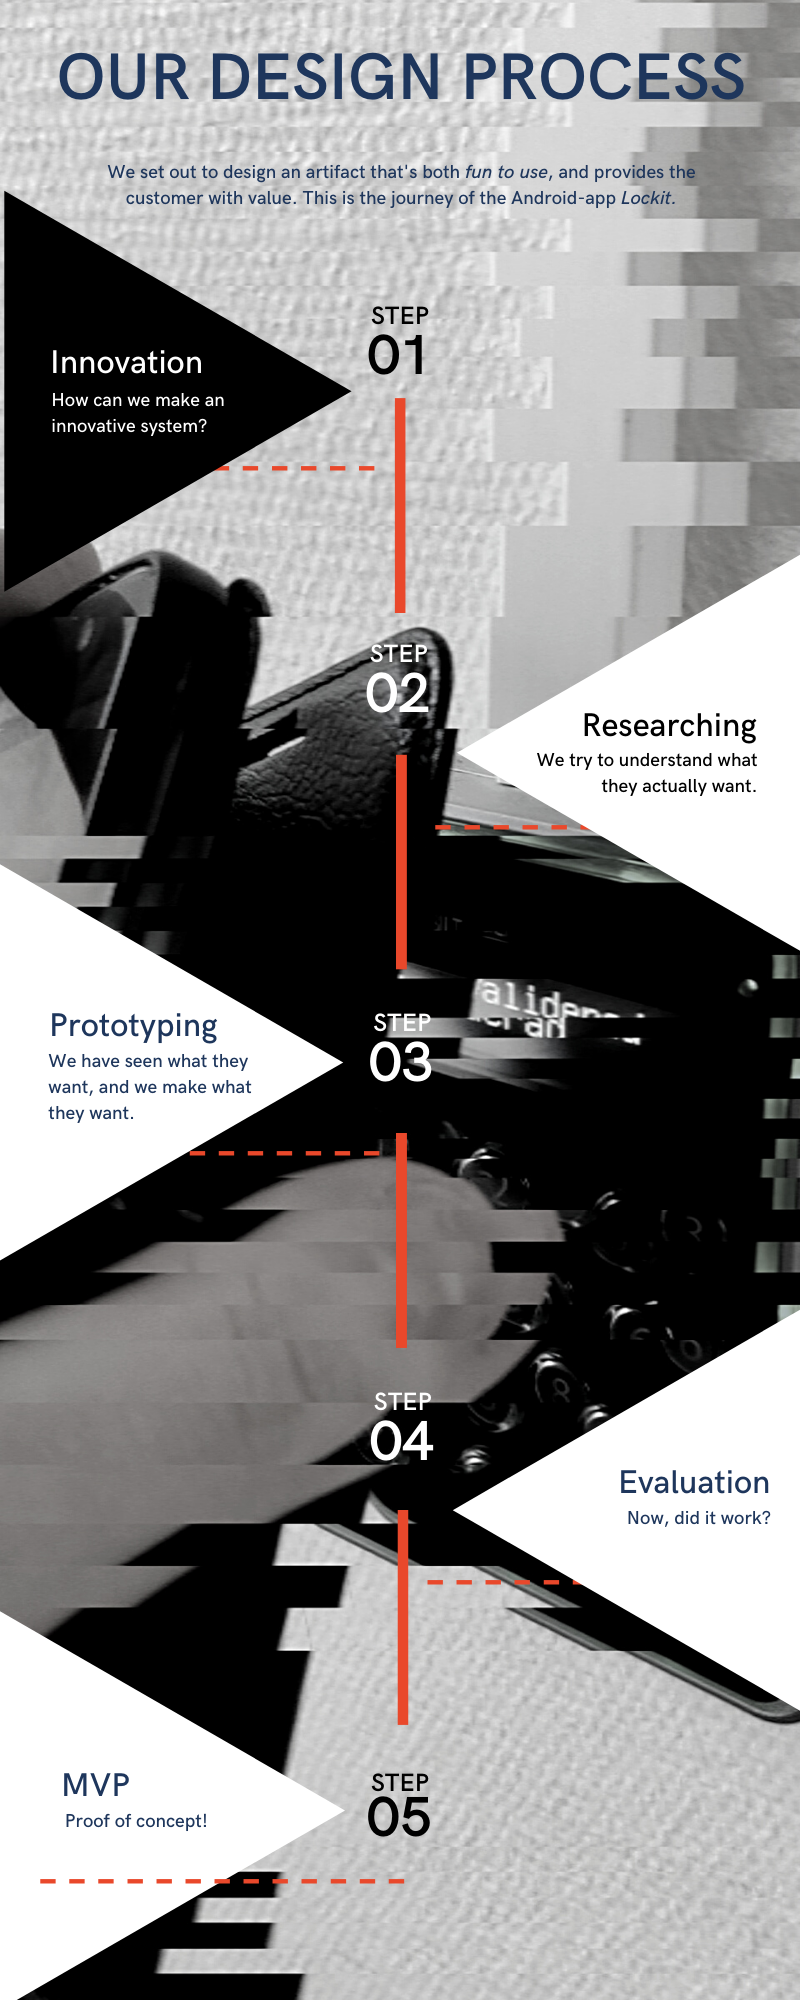 OUR DESIGN PROCESS
We set out to design an artifact that's both fun to use, and provides the
customer with value. This is the journey of the Android-app Lockit.
STEP
01
Innovation
How can we make an
innovative system?
STEP
02
Researching
We try to understand what
they actually want.
STEP
03
Prototyping
We have seen what they
want, and we make what
they want.
STEP
04
Evaluation
Now, did it work?
STEP
05
MVP
Proof of concept!